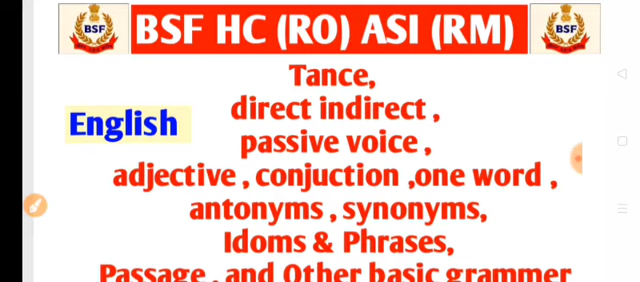 BSF HC (RO) ASI (RM)
BSF
BSF
Tance,
English
direct indirect ,
passive voice ,
adjective , conjuction ,one word ,
antonyms , synonyms,
Idoms & Phrases,
Passage , and Other basic grammer